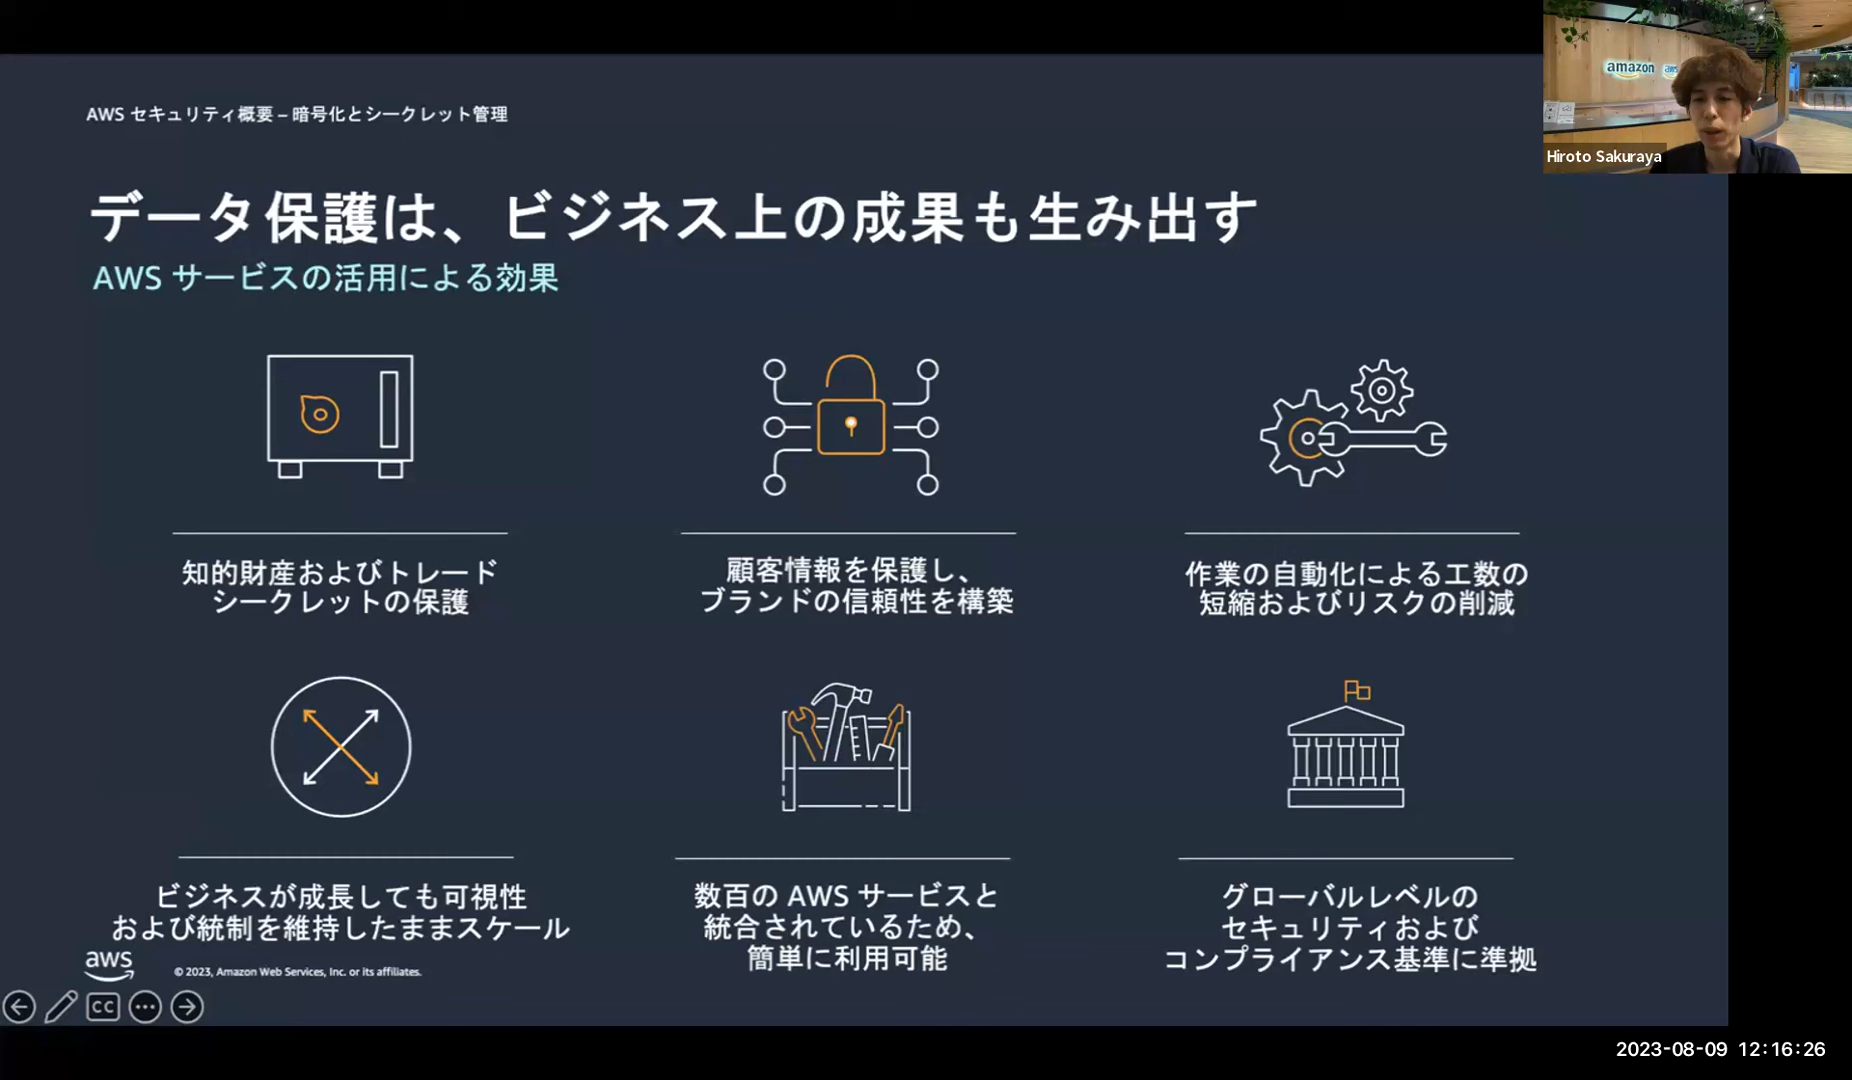 amazon
aws
Hiroto Sakuraya
AWS セキュリティ概要 – 暗号化とシークレット管理
データ保護は、ビジネス上の成果も生み出す
AWS サービスの活用による効果
知的財産およびトレード
シークレットの保護
顧客情報を保護し、
ブランドの信頼性を構築
作業の自動化による工数の
短縮およびリスクの削減
ビジネスが成長しても可視性
および統制を維持したままスケール
数百の AWS サービスと
統合されているため、
簡単に利用可能
グローバルレベルの
セキュリティおよび
コンプライアンス基準に準拠
aws
© 2023, Amazon Web Services, Inc. or its affiliates.
CC
2023-08-09 12:16:26